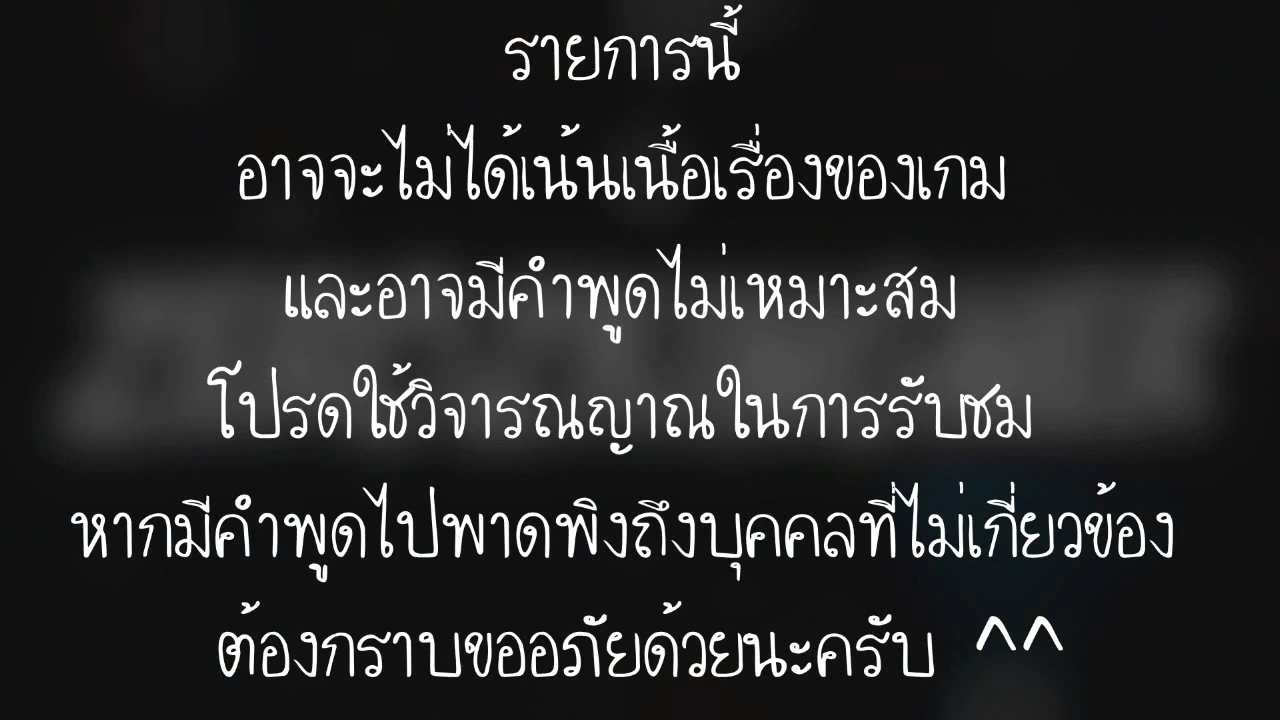 รายการนี้
อาจจะไม่ได้เน้นเนื้อเรื่องของเกม
และอาจมีคำพูดไม่เหมาะสม
โปรดใช้วิจารณญาณในการรับชม
หากมีคำพูดไปพาดพิงถึงบุคคลที่ไม่เกี่ยวข้อง
ต้องกราบขออภัยด้วยนะครับ ^^